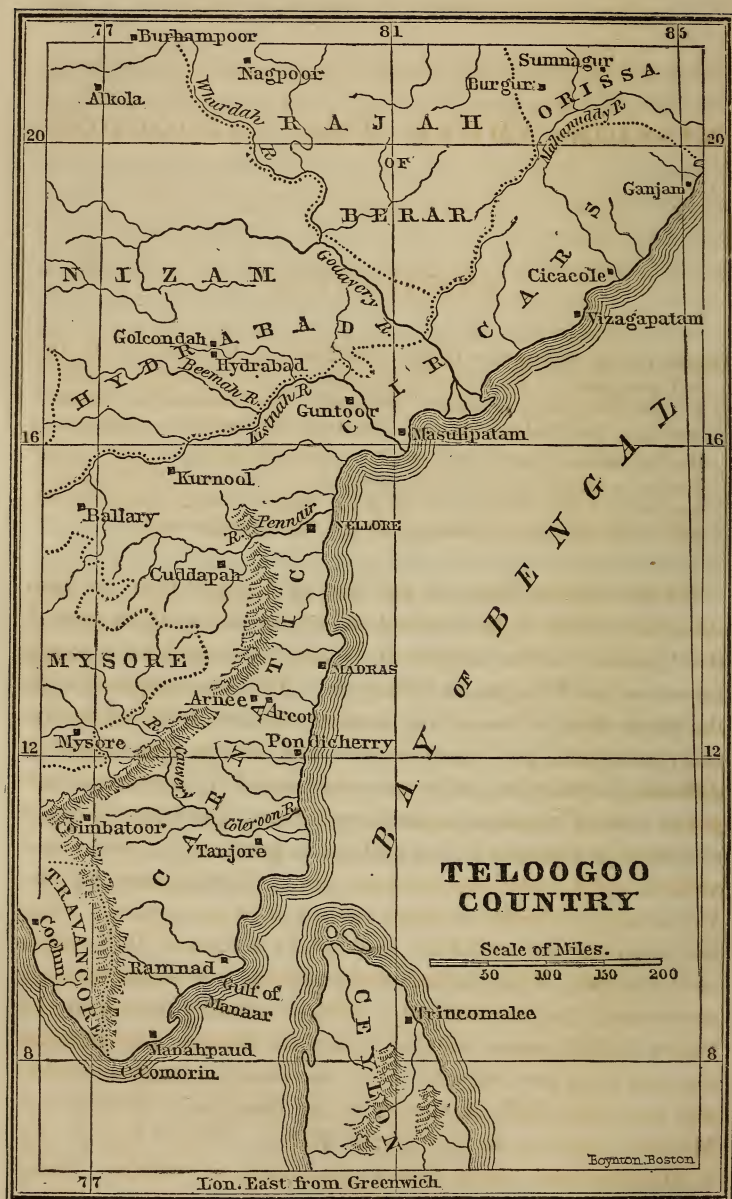 77 81 85
Burhampoor
Nagpoor
Sumnagur
Burgur
ORISSA
Alkola
Whurdah R
RAJAH
OF
BERAR
Mahanuddy R
20 20
Ganjam
NIZAM
Godavery R.
CIRCARS
Cicacole
Vizagapatam
Golcondah
HYDRABAD
Hydrabad
Beemah R.
Kistnah R
Guntoor
Masulipatam
16 16
Kurnool
Ballary
R. Pennair
NELLORE
Cuddapah
BAY OF BENGAL
MYSORE
MADRAS
Arnee
Arcot
Mysore
R. Cavery
Pondicherry
12 12
CARNATIC
Coimbatoor
Coleroon R.
Tanjore
TELOOGOO
COUNTRY
TRAVANCORE
Cochin
Scale of Miles.
50 100 150 200
Ramnad
Gulf of
Manaar
CEYLON
Trincomalee
Manahpaud
C. Comorin
8 8
Boynton. Boston
77 Lon. East from Greenwich